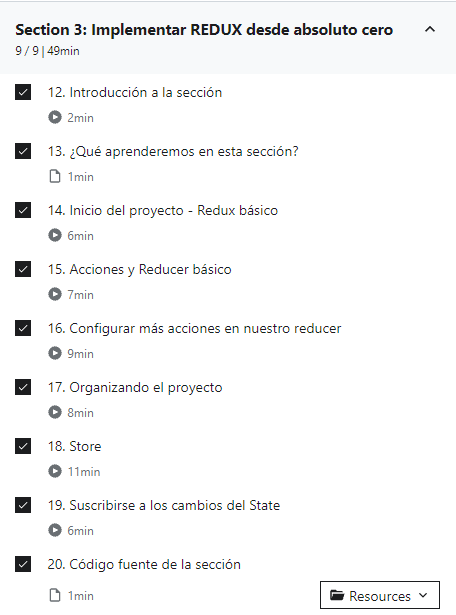 Section 3: Implementar REDUX desde absoluto cero
9 / 9 | 49min
12. Introducción a la sección
2min
13. ¿Qué aprenderemos en esta sección?
1min
14. Inicio del proyecto - Redux básico
6min
15. Acciones y Reducer básico
7min
16. Configurar más acciones en nuestro reducer
9min
17. Organizando el proyecto
8min
18. Store
11min
19. Suscribirse a los cambios del State
6min
20. Código fuente de la sección
1min
Resources